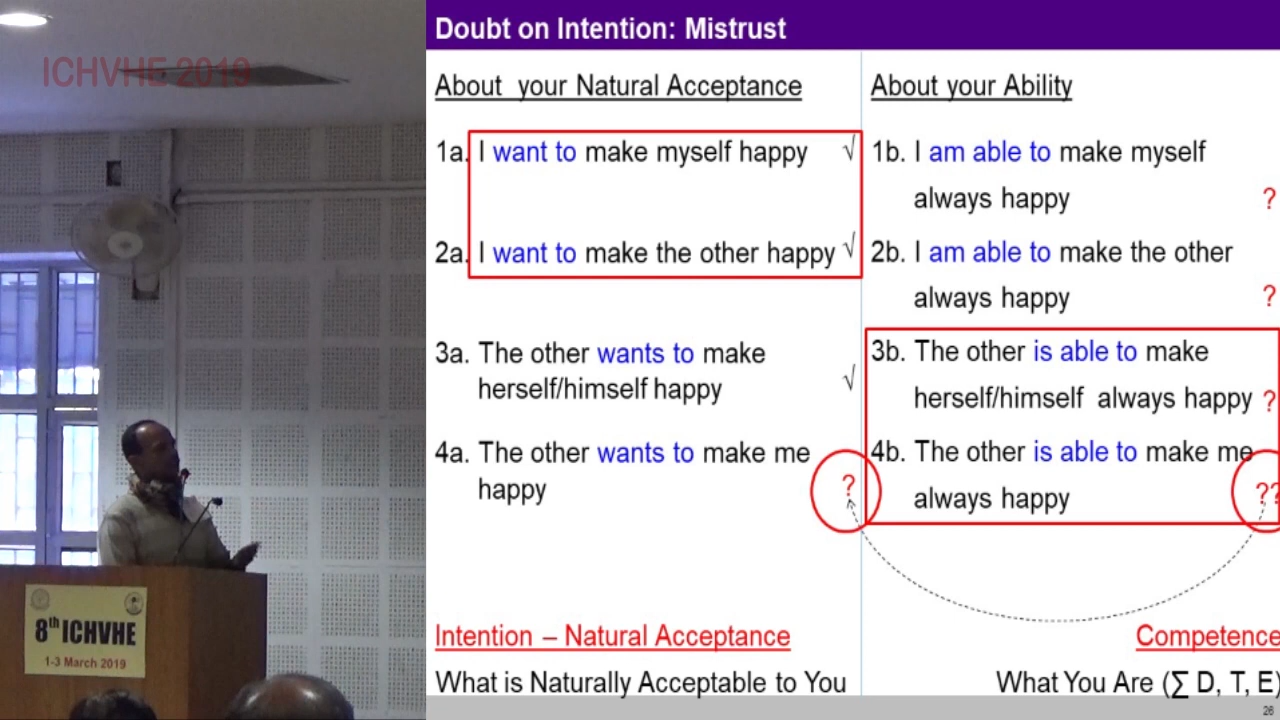 ICHVHE 2019
8th ICHVHE
1-3 March 2019
Doubt on Intention: Mistrust
About your Natural Acceptance
1a. I want to make myself happy √
2a. I want to make the other happy √
3a. The other wants to make
herself/himself happy √
4a. The other wants to make me
happy ?
Intention – Natural Acceptance
What is Naturally Acceptable to You
About your Ability
1b. I am able to make myself
always happy ?
2b. I am able to make the other
always happy ?
3b. The other is able to make
herself/himself always happy ?
4b. The other is able to make me
always happy ??
Competence
What You Are (∑ D, T, E)
26